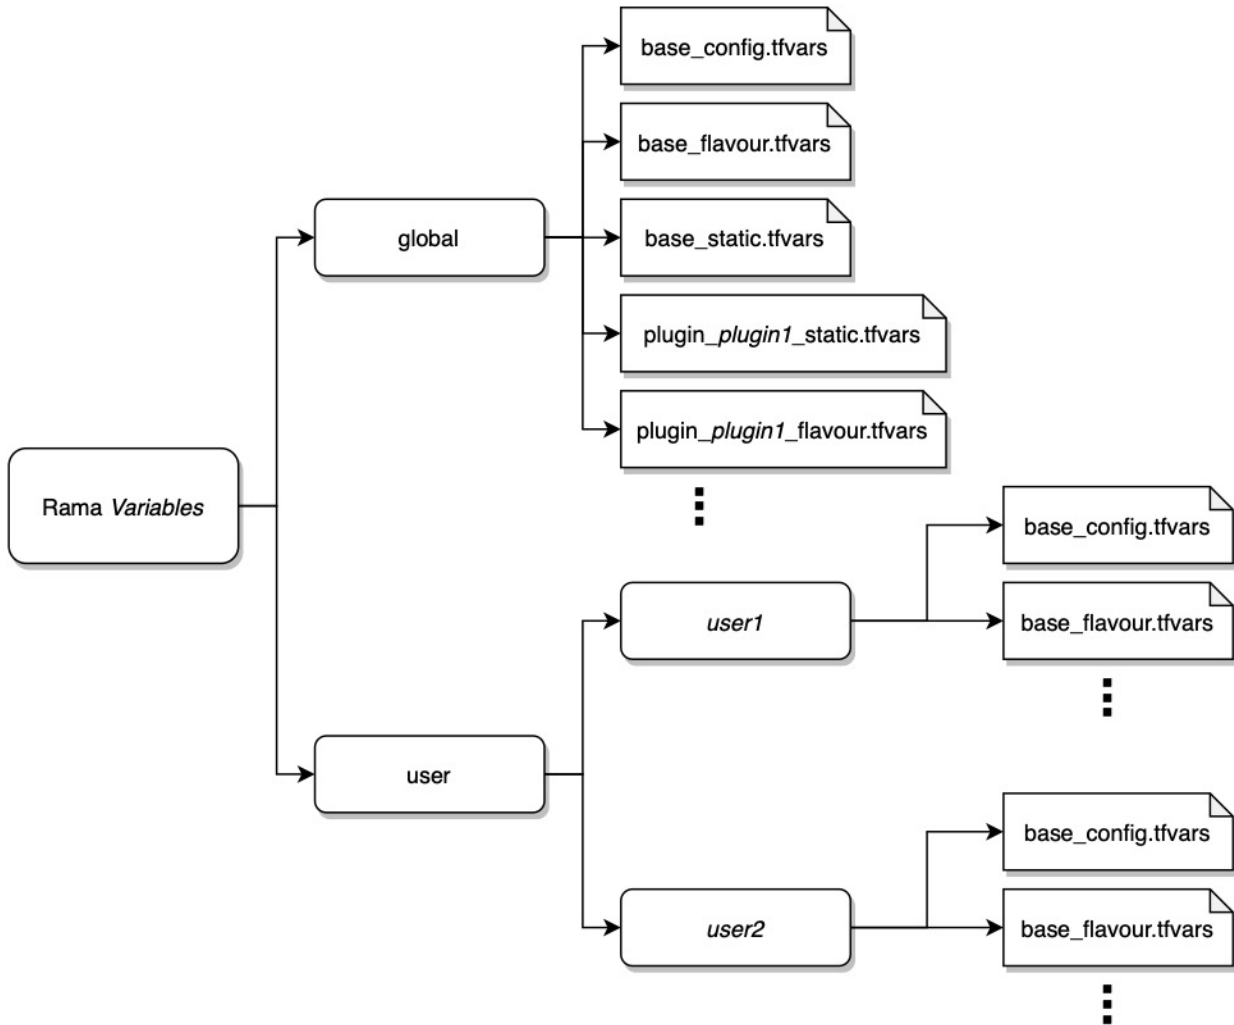 base_config.tfvars
base_flavour.tfvars
global
base_static.tfvars
plugin_plugin1_static.tfvars
plugin_plugin1_flavour.tfvars
Rama Variables
base_config.tfvars
user1
base_flavour.tfvars
user
base_config.tfvars
user2
base_flavour.tfvars